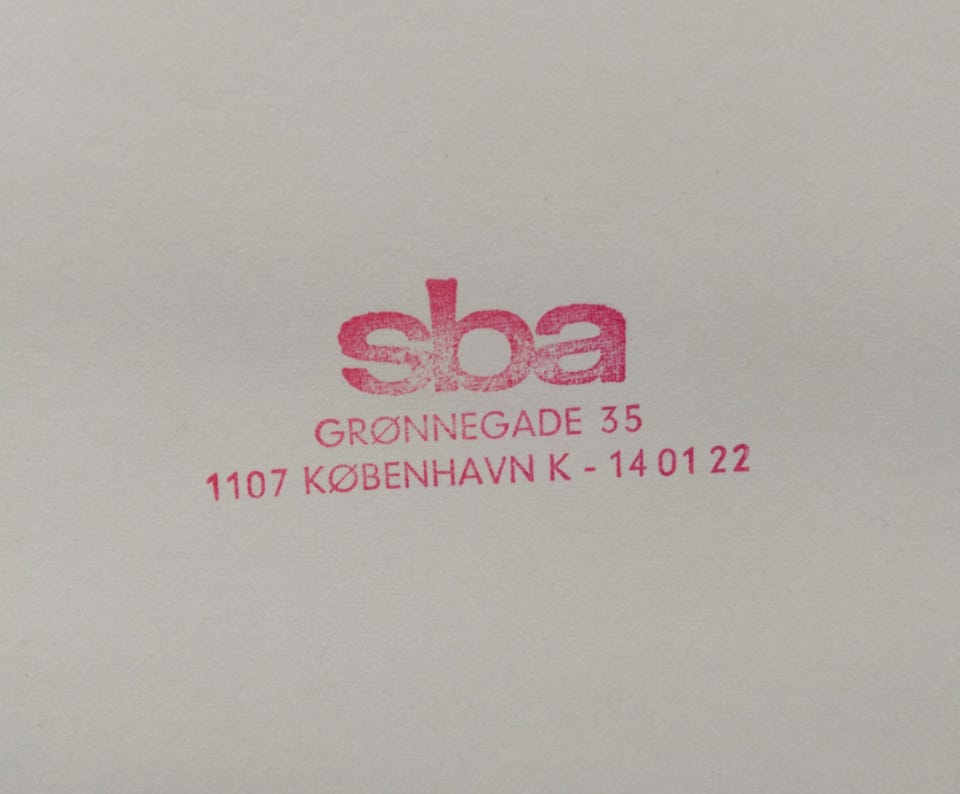 sba
GRØNNEGADE 35
1107 KØBENHAVN K - 14 01 22